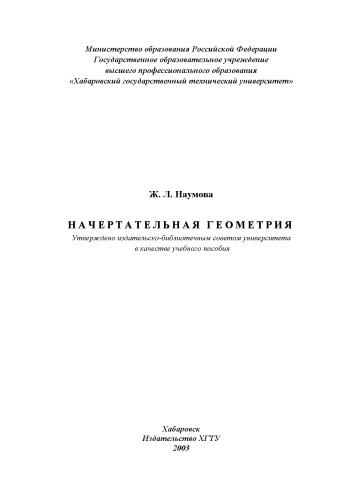 Министерство образования Российской Федерации
Государственное образовательное учреждение
высшего профессионального образования
«Хабаровский государственный технический университет»
Ж. Л. Наумова
НАЧЕРТАТЕЛЬНАЯ ГЕОМЕТРИЯ
Утверждено издательско-библиотечным советом университета
в качестве учебного пособия
Хабаровск
Издательство ХГТУ
2003